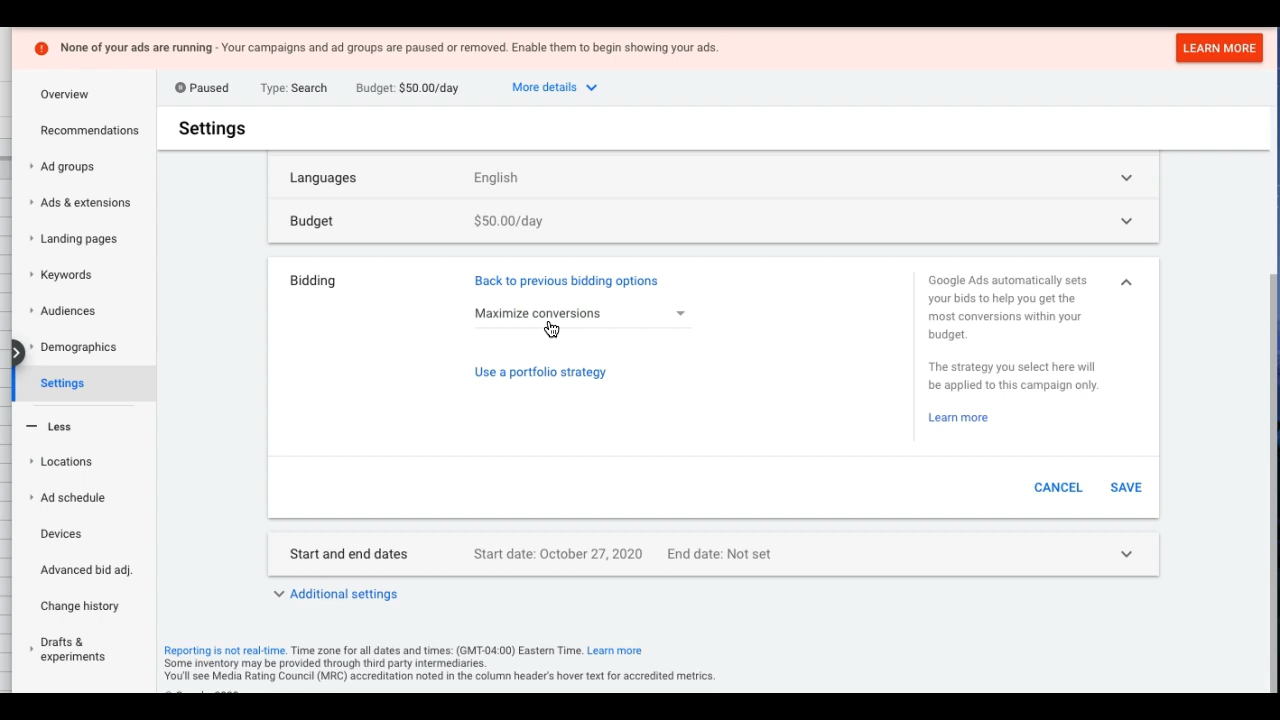 None of your ads are running - Your campaigns and ad groups are paused or removed. Enable them to begin showing your ads.
LEARN MORE
Overview
Recommendations
Ad groups
Ads & extensions
Landing pages
Keywords
Audiences
Demographics
Settings
Less
Locations
Ad schedule
Devices
Advanced bid adj.
Change history
Drafts &
experiments
Paused Type: Search Budget: $50.00/day More details
Settings
Languages English
Budget $50.00/day
Bidding
Back to previous bidding options
Maximize conversions
Use a portfolio strategy
Google Ads automatically sets
your bids to help you get the
most conversions within your
budget.
The strategy you select here will
be applied to this campaign only.
Learn more
CANCEL SAVE
Start and end dates Start date: October 27, 2020 End date: Not set
Additional settings
Reporting is not real-time. Time zone for all dates and times: (GMT-04:00) Eastern Time. Learn more
Some inventory may be provided through third party intermediaries.
You'll see Media Rating Council (MRC) accreditation noted in the column header's hover text for accredited metrics.